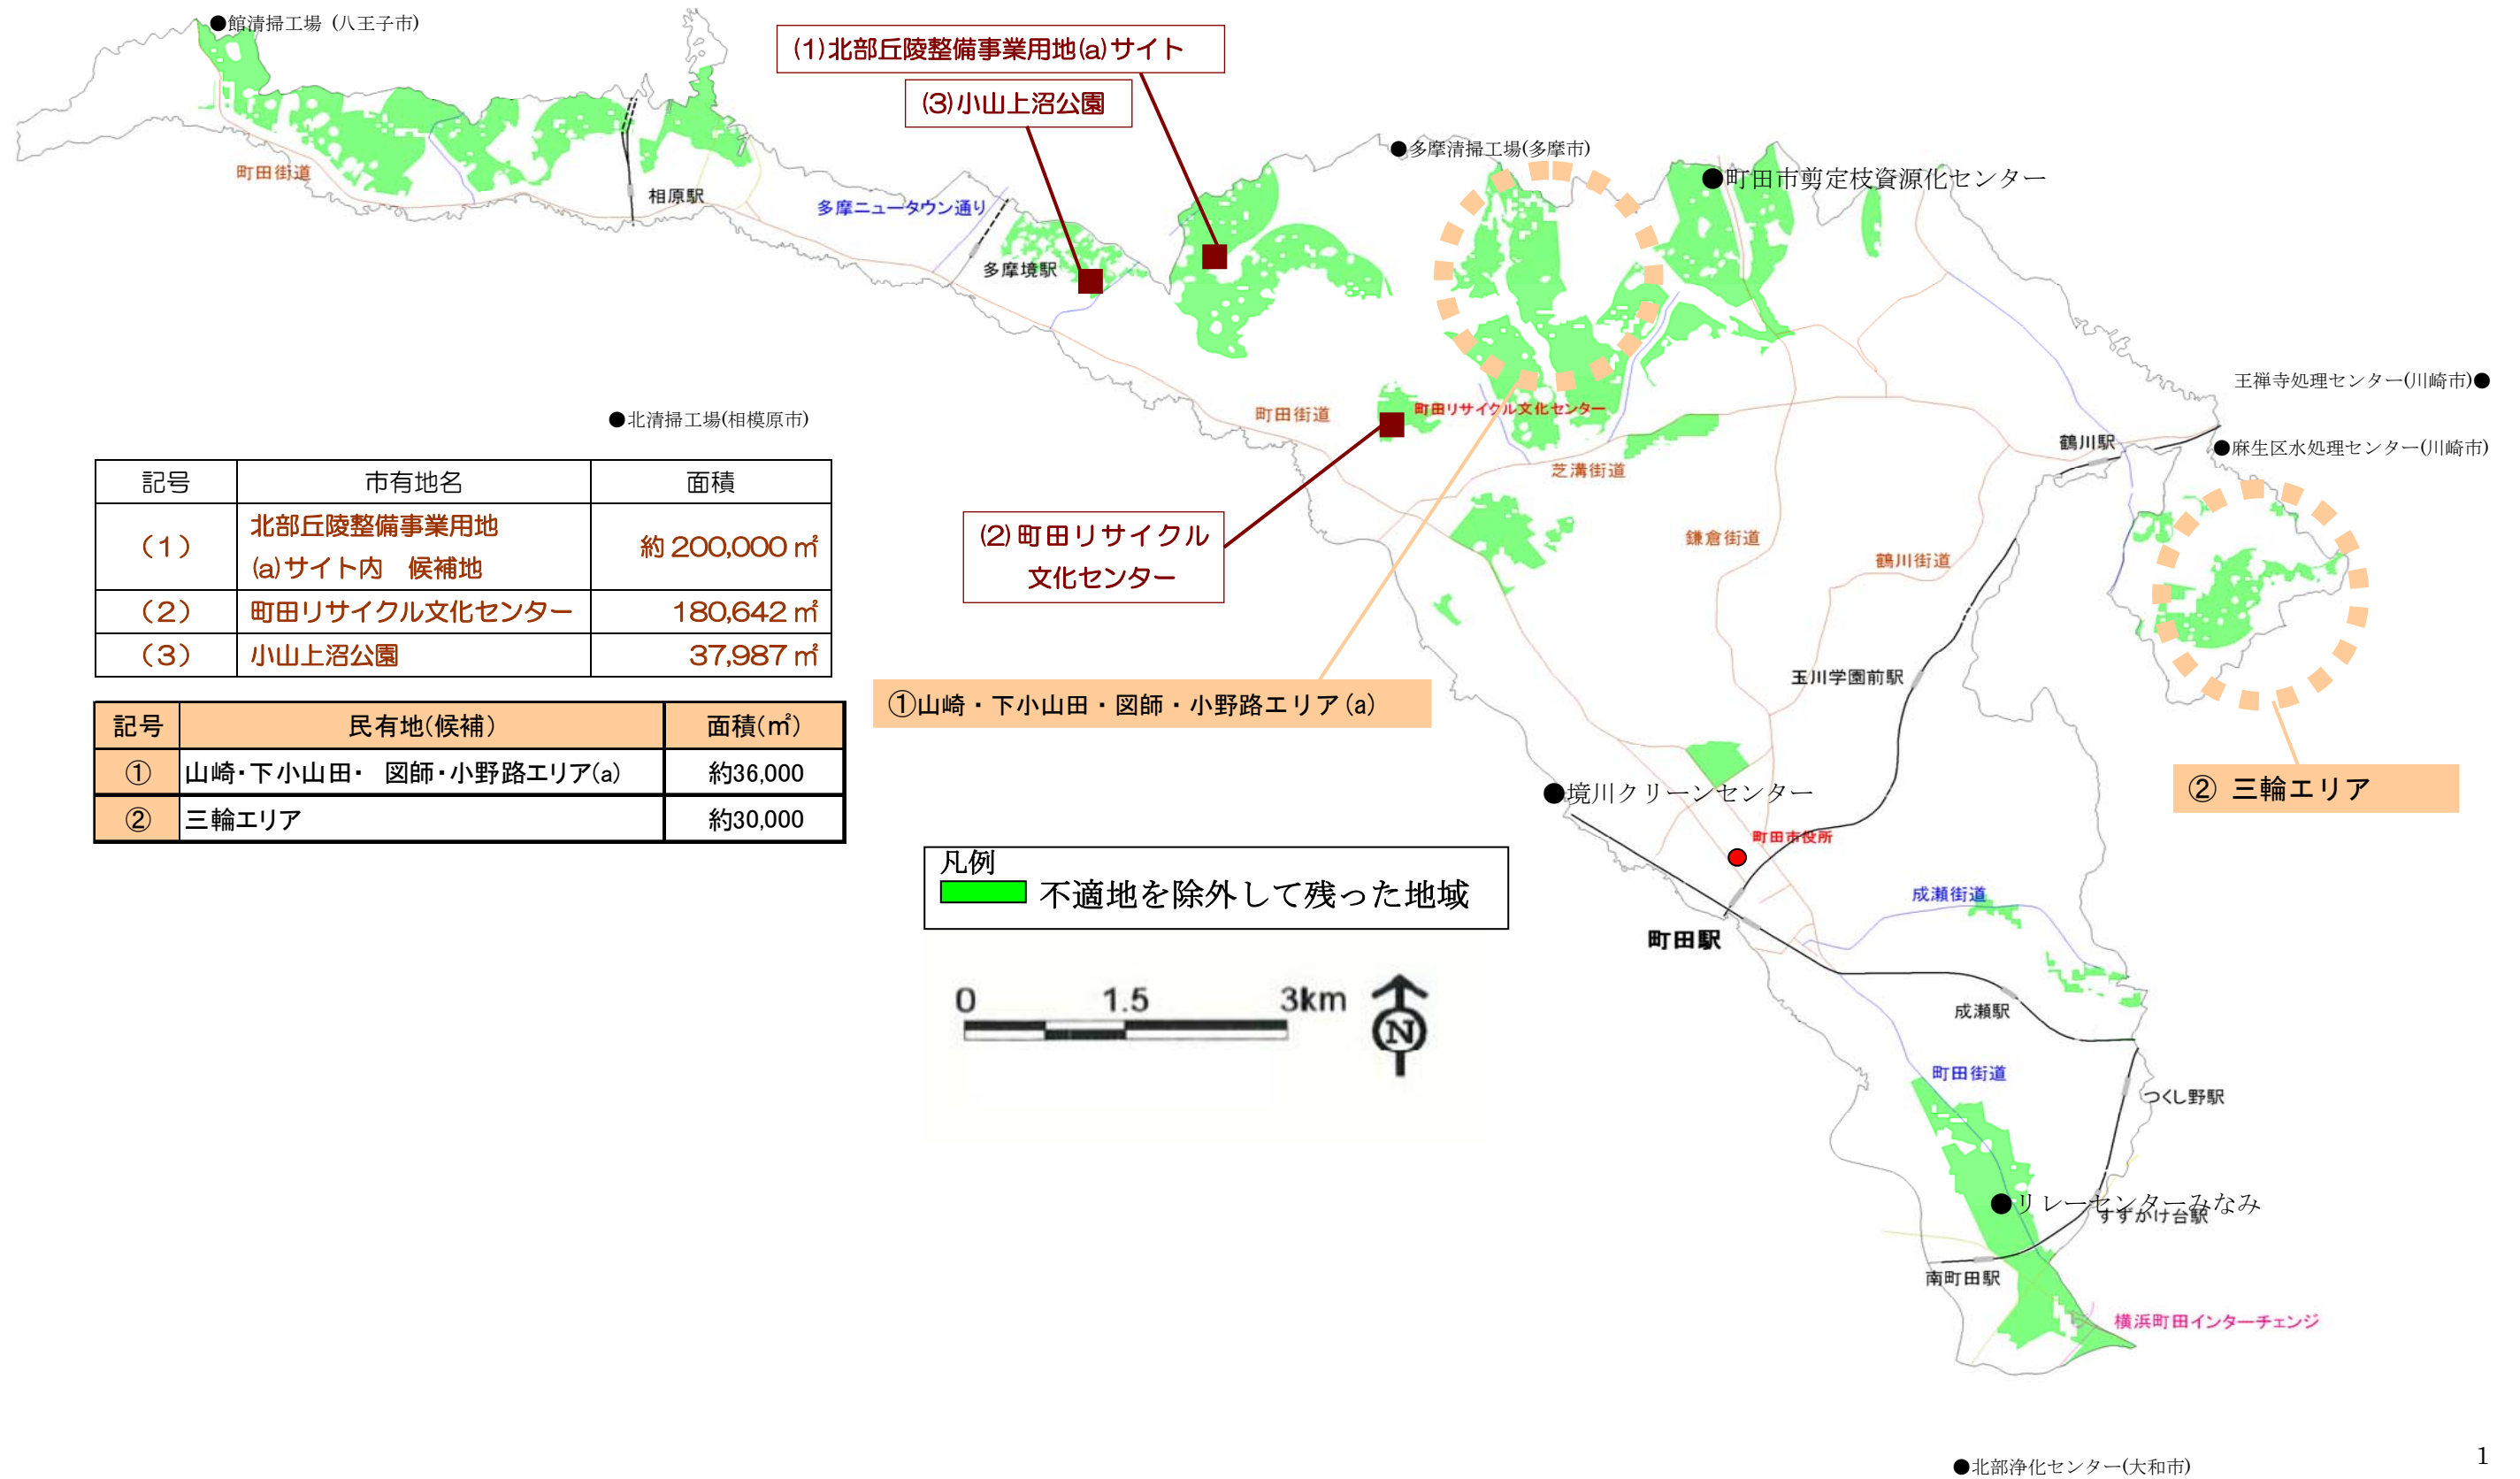 ●館清掃工場 (八王子市)
(1)北部丘陵整備事業用地(a)サイト
(3)小山上沼公園
●多摩清掃工場(多摩市)
●町田市剪定枝資源化センター
町田街道
相原駅
多摩ニュータウン通り
多摩境駅
王禅寺処理センター(川崎市)●
●北清掃工場(相模原市)
町田街道
町田リサイクル文化センター
鶴川駅
●麻生区水処理センター(川崎市)
芝溝街道
記号 市有地名 面積
(1) 北部丘陵整備事業用地
(a)サイト内 候補地 約 200,000 ㎡
(2) 町田リサイクル文化センター 180,642 ㎡
(3) 小山上沼公園 37,987 ㎡
(2)町田リサイクル
文化センター
鎌倉街道
鶴川街道
玉川学園前駅
①山崎・下小山田・図師・小野路エリア(a)
記号 民有地(候補) 面積(㎡)
① 山崎・下小山田・ 図師・小野路エリア(a) 約36,000
② 三輪エリア 約30,000
② 三輪エリア
●境川クリーンセンター
町田市役所
凡例
不適地を除外して残った地域
成瀬街道
町田駅
0 1.5 3km
N
成瀬駅
町田街道
つくし野駅
●リレーセンターみなみ
すずかけ台駅
南町田駅
横浜町田インターチェンジ
●北部浄化センター(大和市)
1